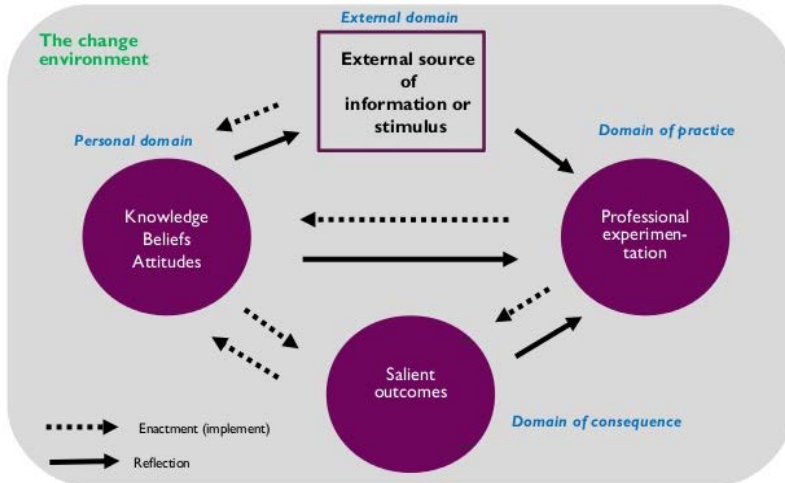 External domain
The change
environment
External source
of
information or
stimulus
Personal domain
Domain of practice
Knowledge
Beliefs
Attitudes
Professional
experimen-
tation
Salient
outcomes
Domain of consequence
Enactment (implement)
Reflection